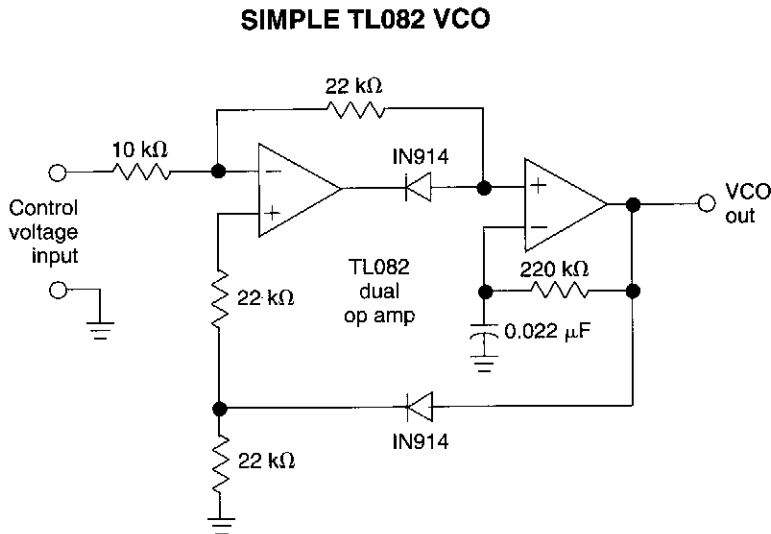 SIMPLE TL082 VCO
22 kΩ
10 kΩ
IN914
−
+
+
−
VCO
out
Control
voltage
input
TL082
dual
op amp
220 kΩ
22 kΩ
0.022 μF
IN914
22 kΩ